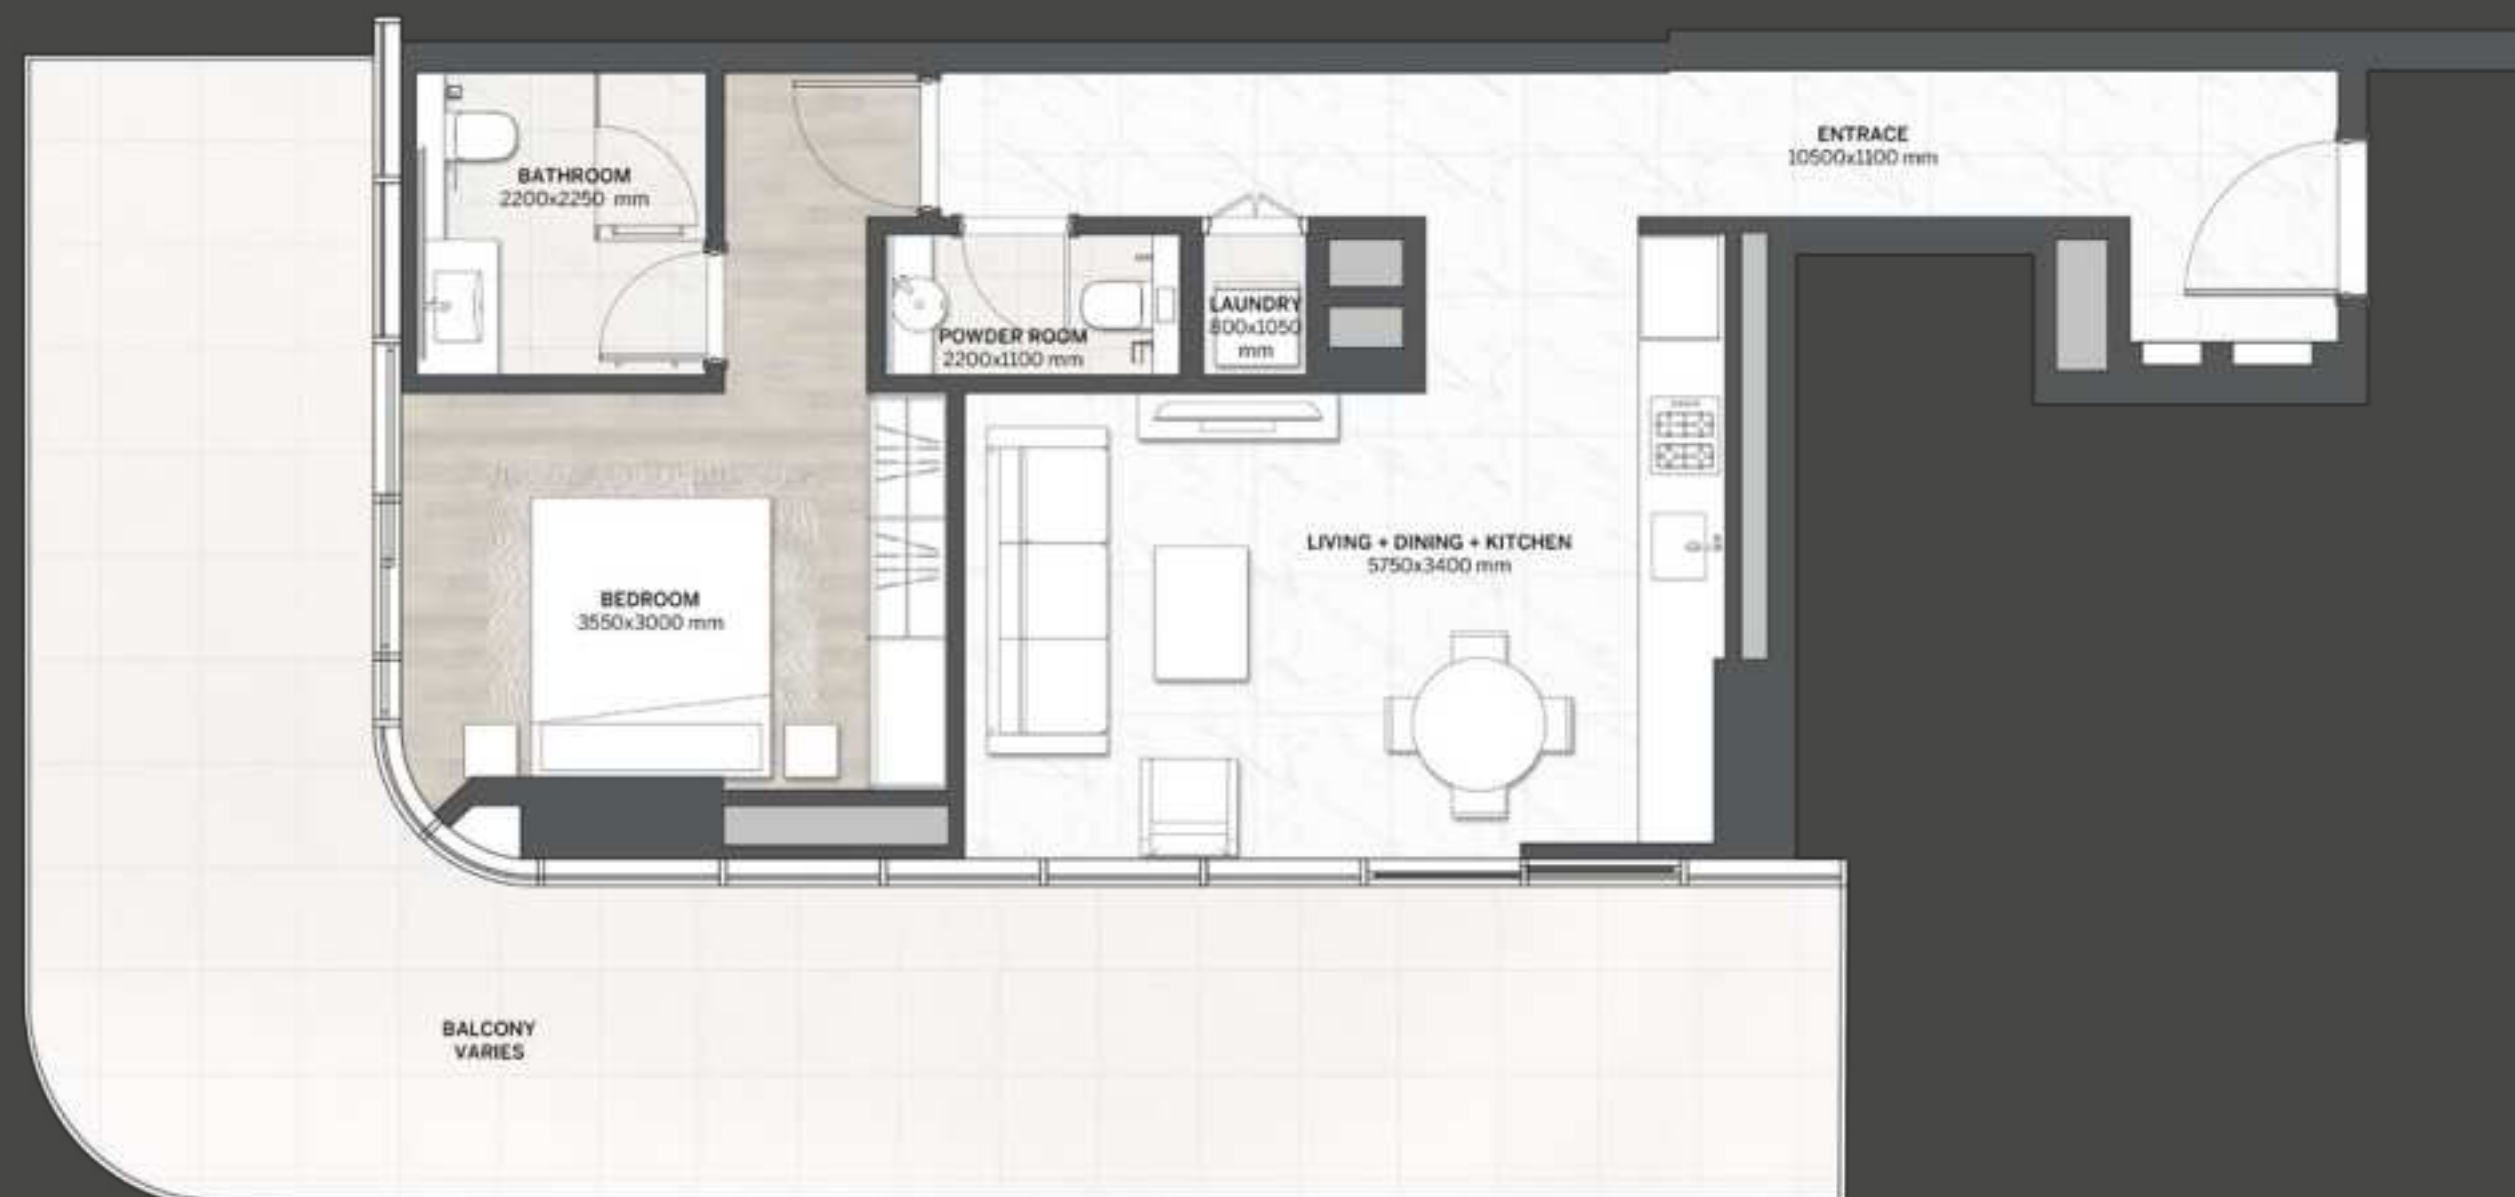 ENTRACE
10500x1100 mm
BATHROOM
2200x2250 mm
LAUNDRY
800x1050
mm
POWDER ROOM
2200x1100 mm
LIVING + DINING + KITCHEN
5750x3400 mm
BEDROOM
3550x3000 mm
BALCONY
VARIES